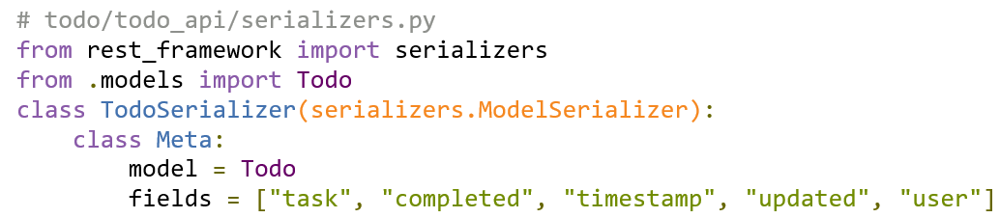 # todo/todo_api/serializers.py
from rest_framework import serializers
from .models import Todo
class TodoSerializer(serializers.ModelSerializer):
    class Meta:
        model = Todo
        fields = ["task", "completed", "timestamp", "updated", "user"]